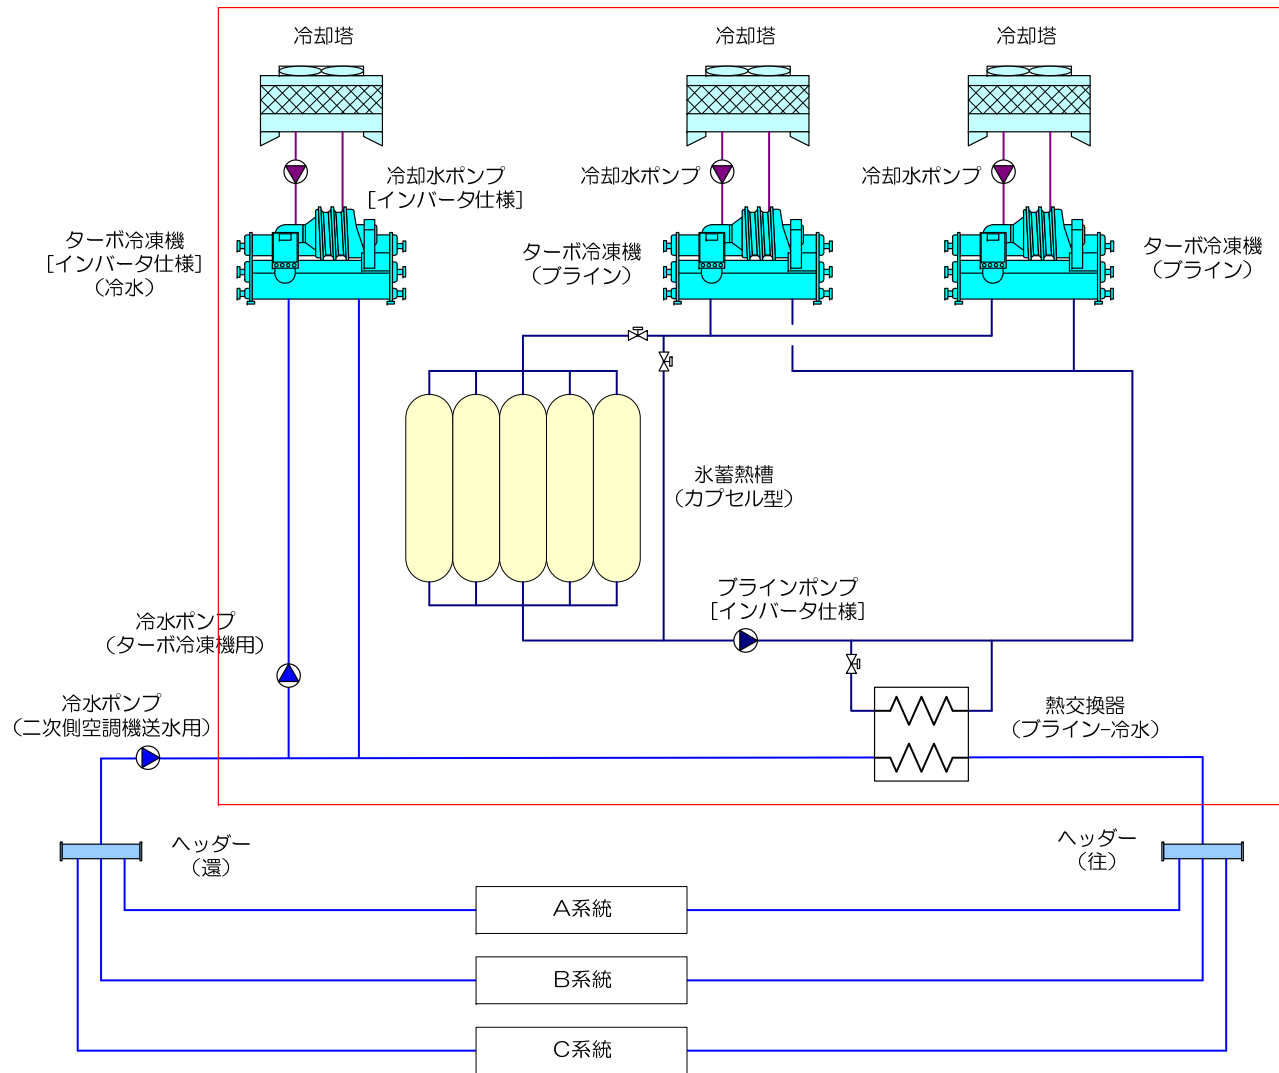 冷却塔
冷却塔
冷却塔
冷却水ポンプ
[インバータ仕様]
冷却水ポンプ
冷却水ポンプ
ターボ冷凍機
[インバータ仕様]
(冷水)
ターボ冷凍機
(ブライン)
ターボ冷凍機
(ブライン)
氷蓄熱槽
(カプセル型)
ブラインポンプ
[インバータ仕様]
冷水ポンプ
(ターボ冷凍機用)
冷水ポンプ
(二次側空調機送水用)
熱交換器
(ブライン-冷水)
ヘッダー
(還)
ヘッダー
(往)
A系統
B系統
C系統